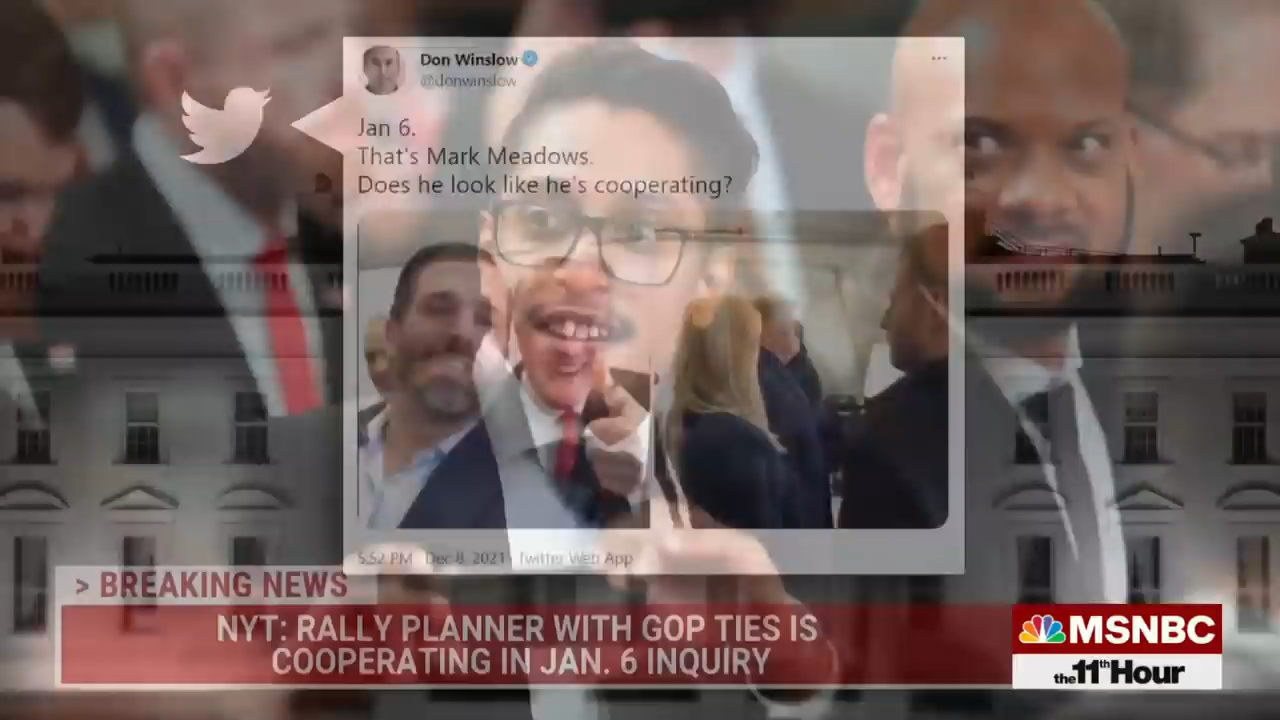 Don Winslow
@donwinslow
Jan 6.
That's Mark Meadows.
Does he look like he's cooperating?
5:52 PM · Dec 8, 2021 · Twitter Web App
> BREAKING NEWS
NYT: RALLY PLANNER WITH GOP TIES IS
COOPERATING IN JAN. 6 INQUIRY
MSNBC
the 11th Hour